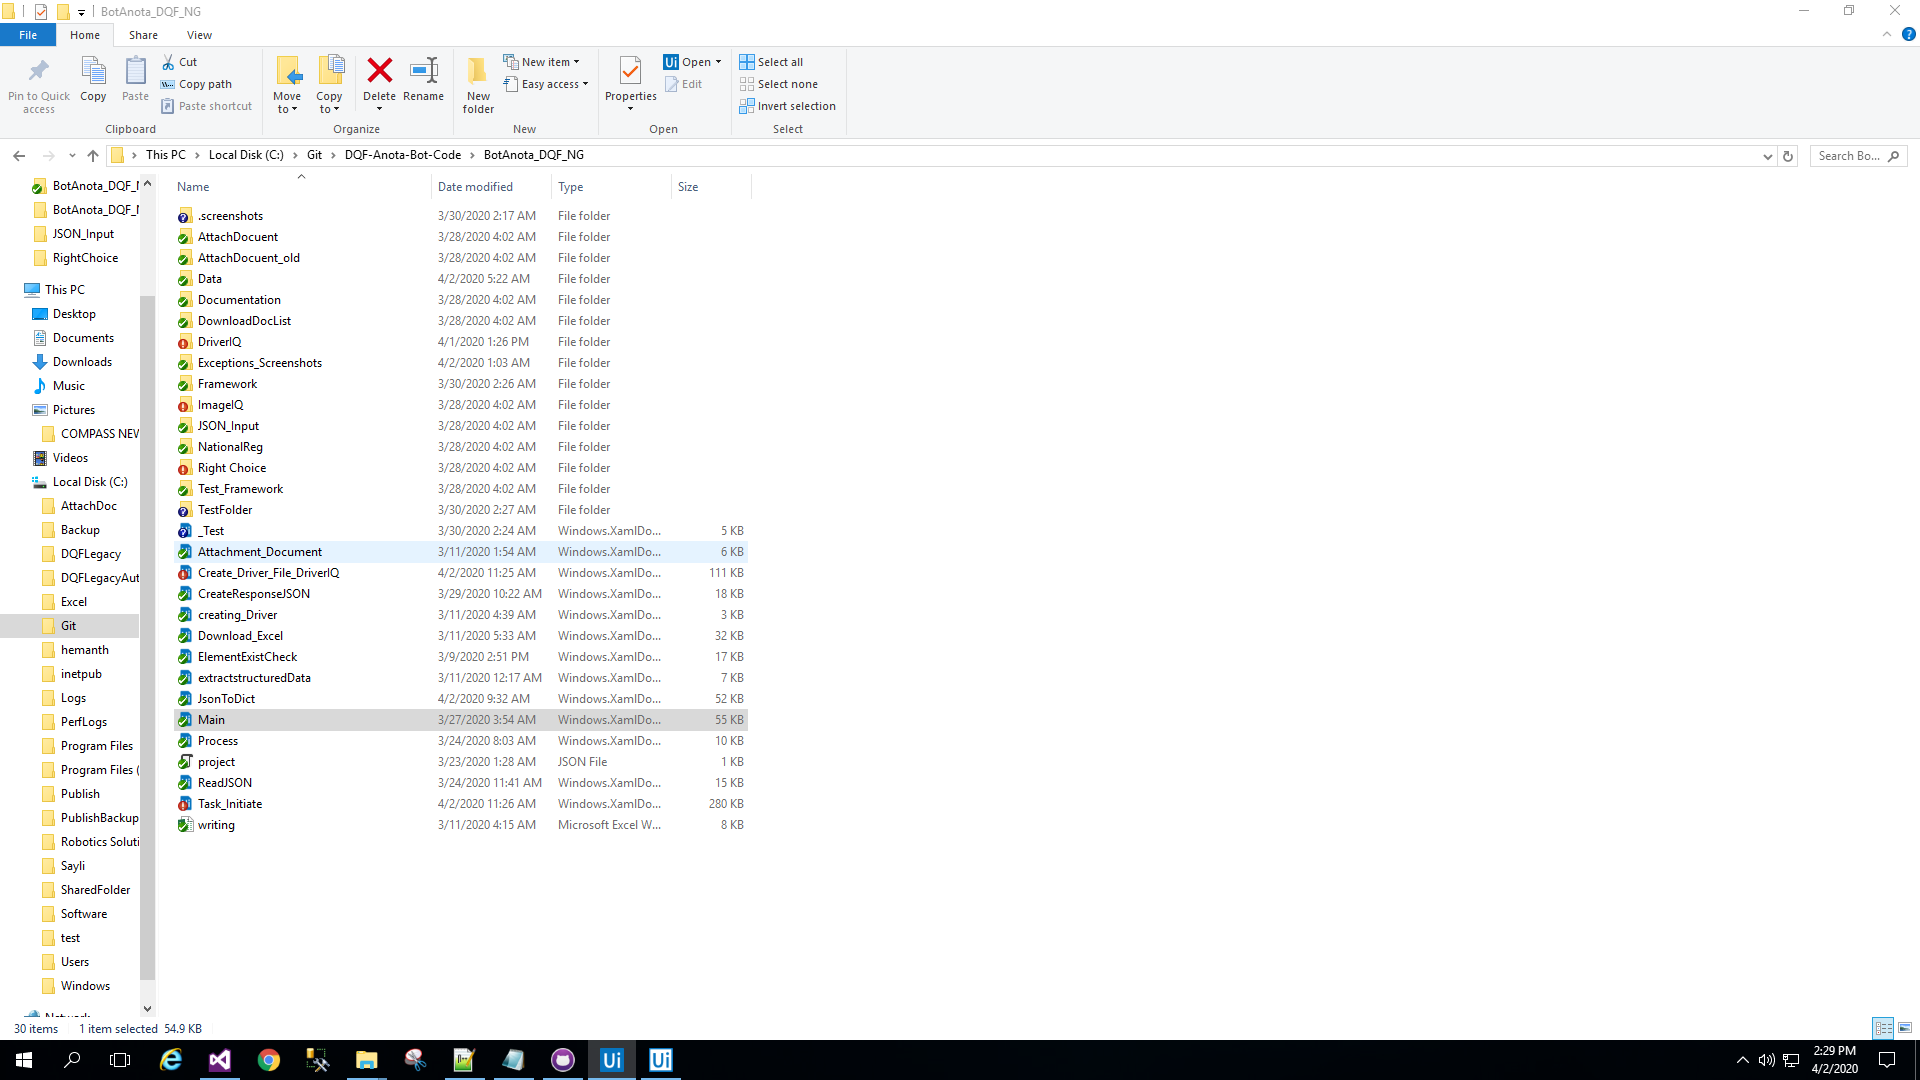 BotAnota_DQF_NG
File Home Share View
Pin to Quick access
Copy
Paste
Cut
Copy path
Paste shortcut
Clipboard
Move to
Copy to
Delete
Rename
Organize
New folder
New item
Easy access
New
Properties
Open
Edit
Open
Select all
Select none
Invert selection
Select
This PC Local Disk (C:) Git DQF-Anota-Bot-Code BotAnota_DQF_NG
Search Bo...
BotAnota_DQF_N
BotAnota_DQF_N
JSON_Input
RightChoice
This PC
Desktop
Documents
Downloads
Music
Pictures
COMPASS NEW
Videos
Local Disk (C:)
AttachDoc
Backup
DQFLegacy
DQFLegacyAut
Excel
Git
hemanth
inetpub
Logs
PerfLogs
Program Files
Program Files (
Publish
PublishBackup
Robotics Soluti
Sayli
SharedFolder
Software
test
Users
Windows
Network
Name Date modified Type Size
.screenshots 3/30/2020 2:17 AM File folder
AttachDocuent 3/28/2020 4:02 AM File folder
AttachDocuent_old 3/28/2020 4:02 AM File folder
Data 4/2/2020 5:22 AM File folder
Documentation 3/28/2020 4:02 AM File folder
DownloadDocList 3/28/2020 4:02 AM File folder
DriverIQ 4/1/2020 1:26 PM File folder
Exceptions_Screenshots 4/2/2020 1:03 AM File folder
Framework 3/30/2020 2:26 AM File folder
ImageIQ 3/28/2020 4:02 AM File folder
JSON_Input 3/28/2020 4:02 AM File folder
NationalReg 3/28/2020 4:02 AM File folder
Right Choice 3/28/2020 4:02 AM File folder
Test_Framework 3/28/2020 4:02 AM File folder
TestFolder 3/30/2020 2:27 AM File folder
_Test 3/30/2020 2:24 AM Windows.XamlDo... 5 KB
Attachment_Document 3/11/2020 1:54 AM Windows.XamlDo... 6 KB
Create_Driver_File_DriverIQ 4/2/2020 11:25 AM Windows.XamlDo... 111 KB
CreateResponseJSON 3/29/2020 10:22 AM Windows.XamlDo... 18 KB
creating_Driver 3/11/2020 4:39 AM Windows.XamlDo... 3 KB
Download_Excel 3/11/2020 5:33 AM Windows.XamlDo... 32 KB
ElementExistCheck 3/9/2020 2:51 PM Windows.XamlDo... 17 KB
extractstructuredData 3/11/2020 12:17 AM Windows.XamlDo... 7 KB
JsonToDict 4/2/2020 9:32 AM Windows.XamlDo... 52 KB
Main 3/27/2020 3:54 AM Windows.XamlDo... 55 KB
Process 3/24/2020 8:03 AM Windows.XamlDo... 10 KB
project 3/23/2020 1:28 AM JSON File 1 KB
ReadJSON 3/24/2020 11:41 AM Windows.XamlDo... 15 KB
Task_Initiate 4/2/2020 11:26 AM Windows.XamlDo... 280 KB
writing 3/11/2020 4:15 AM Microsoft Excel W... 8 KB
30 items 1 item selected 54.9 KB
Ui Ui
2:29 PM
4/2/2020